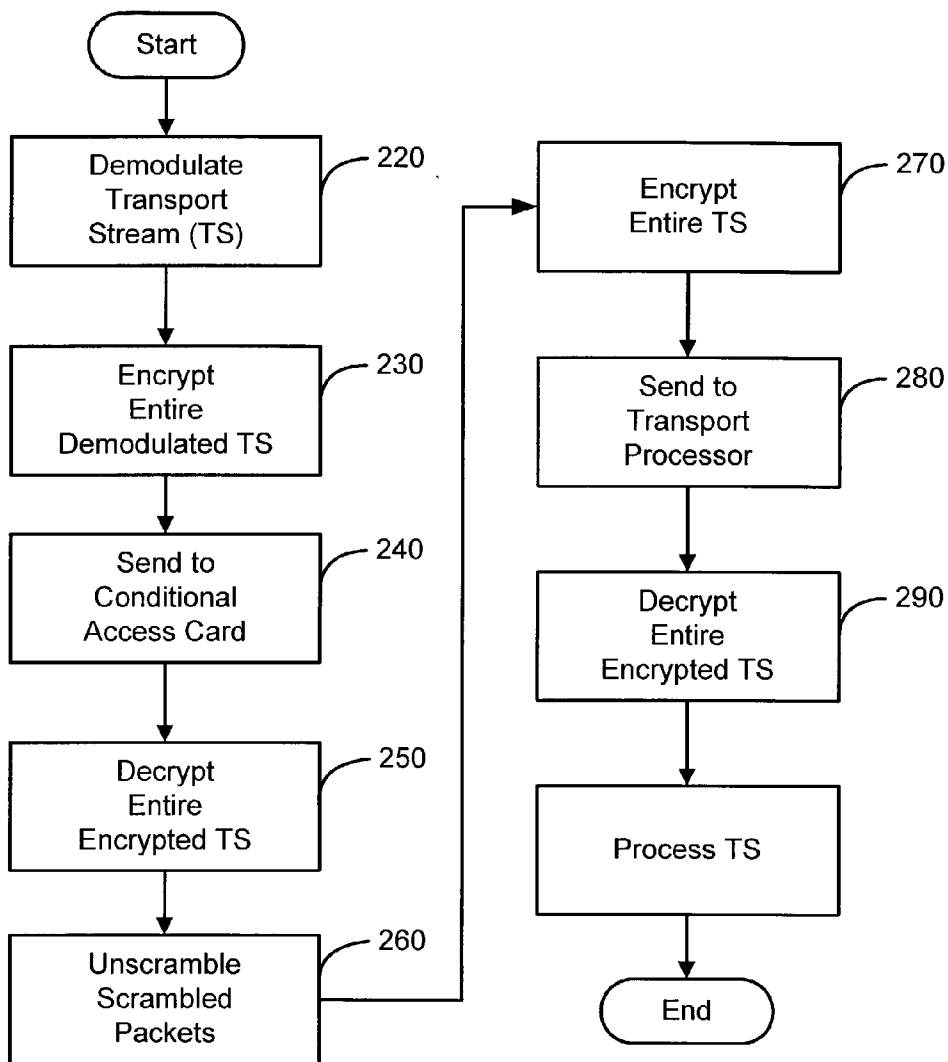 Start
Demodulate
Transport
Stream (TS)
220
Encrypt
Entire
Demodulated TS
230
Send to
Conditional
Access Card
240
Decrypt
Entire
Encrypted TS
250
Unscramble
Scrambled
Packets
260
Encrypt
Entire TS
270
Send to
Transport
Processor
280
Decrypt
Entire
Encrypted TS
290
Process TS
End